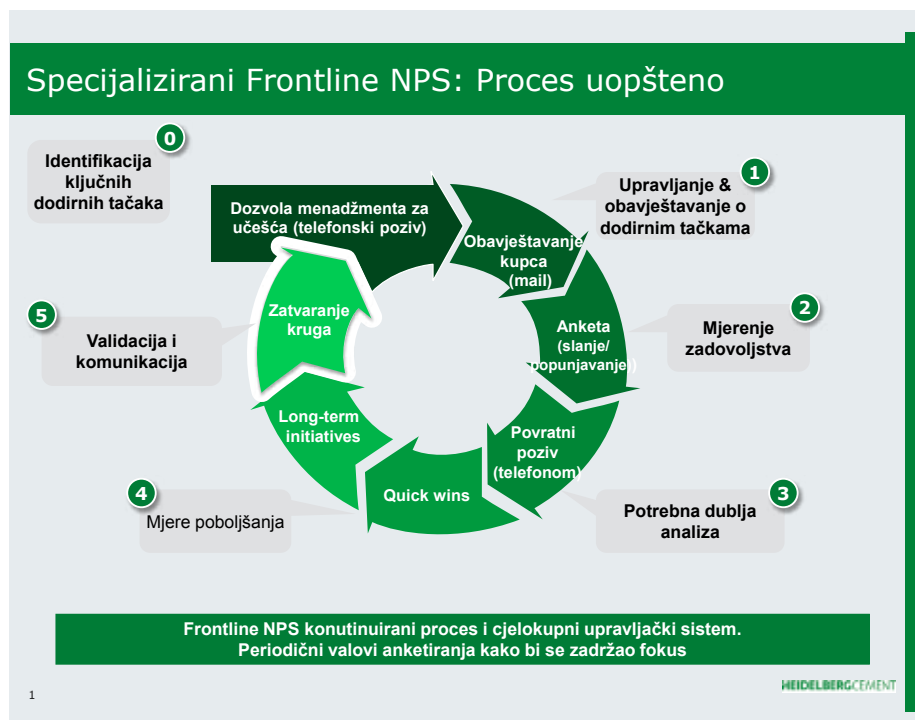 Specijalizirani Frontline NPS: Proces uopšteno
0
Identifikacija
ključnih
dodirnih tačaka
Dozvola menadžmenta za
učešća (telefonski poziv)
1
Upravljanje &
obavještavanje o
dodirnim tačkama
Obavještavanje
kupca
(mail)
2
Mjerenje
zadovoljstva
Anketa
(slanje/
popunjavanje))
3
Potrebna dublja
analiza
Povratni
poziv
(telefonom)
Quick wins
4
Mjere poboljšanja
Long-term
initiatives
5
Validacija i
komunikacija
Zatvaranje
kruga
Frontline NPS konutinuirani proces i cjelokupni upravljački sistem.
Periodični valovi anketiranja kako bi se zadržao fokus
1
HEIDELBERGCEMENT